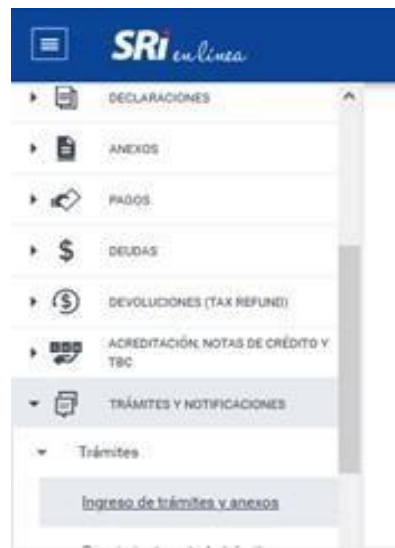 SRi en línea
DECLARACIONES
ANEXOS
PAGOS
DEUDAS
DEVOLUCIONES (TAX REFUND)
ACREDITACIÓN, NOTAS DE CRÉDITO Y
TBC
TRÁMITES Y NOTIFICACIONES
Trámites
Ingreso de trámites y anexos